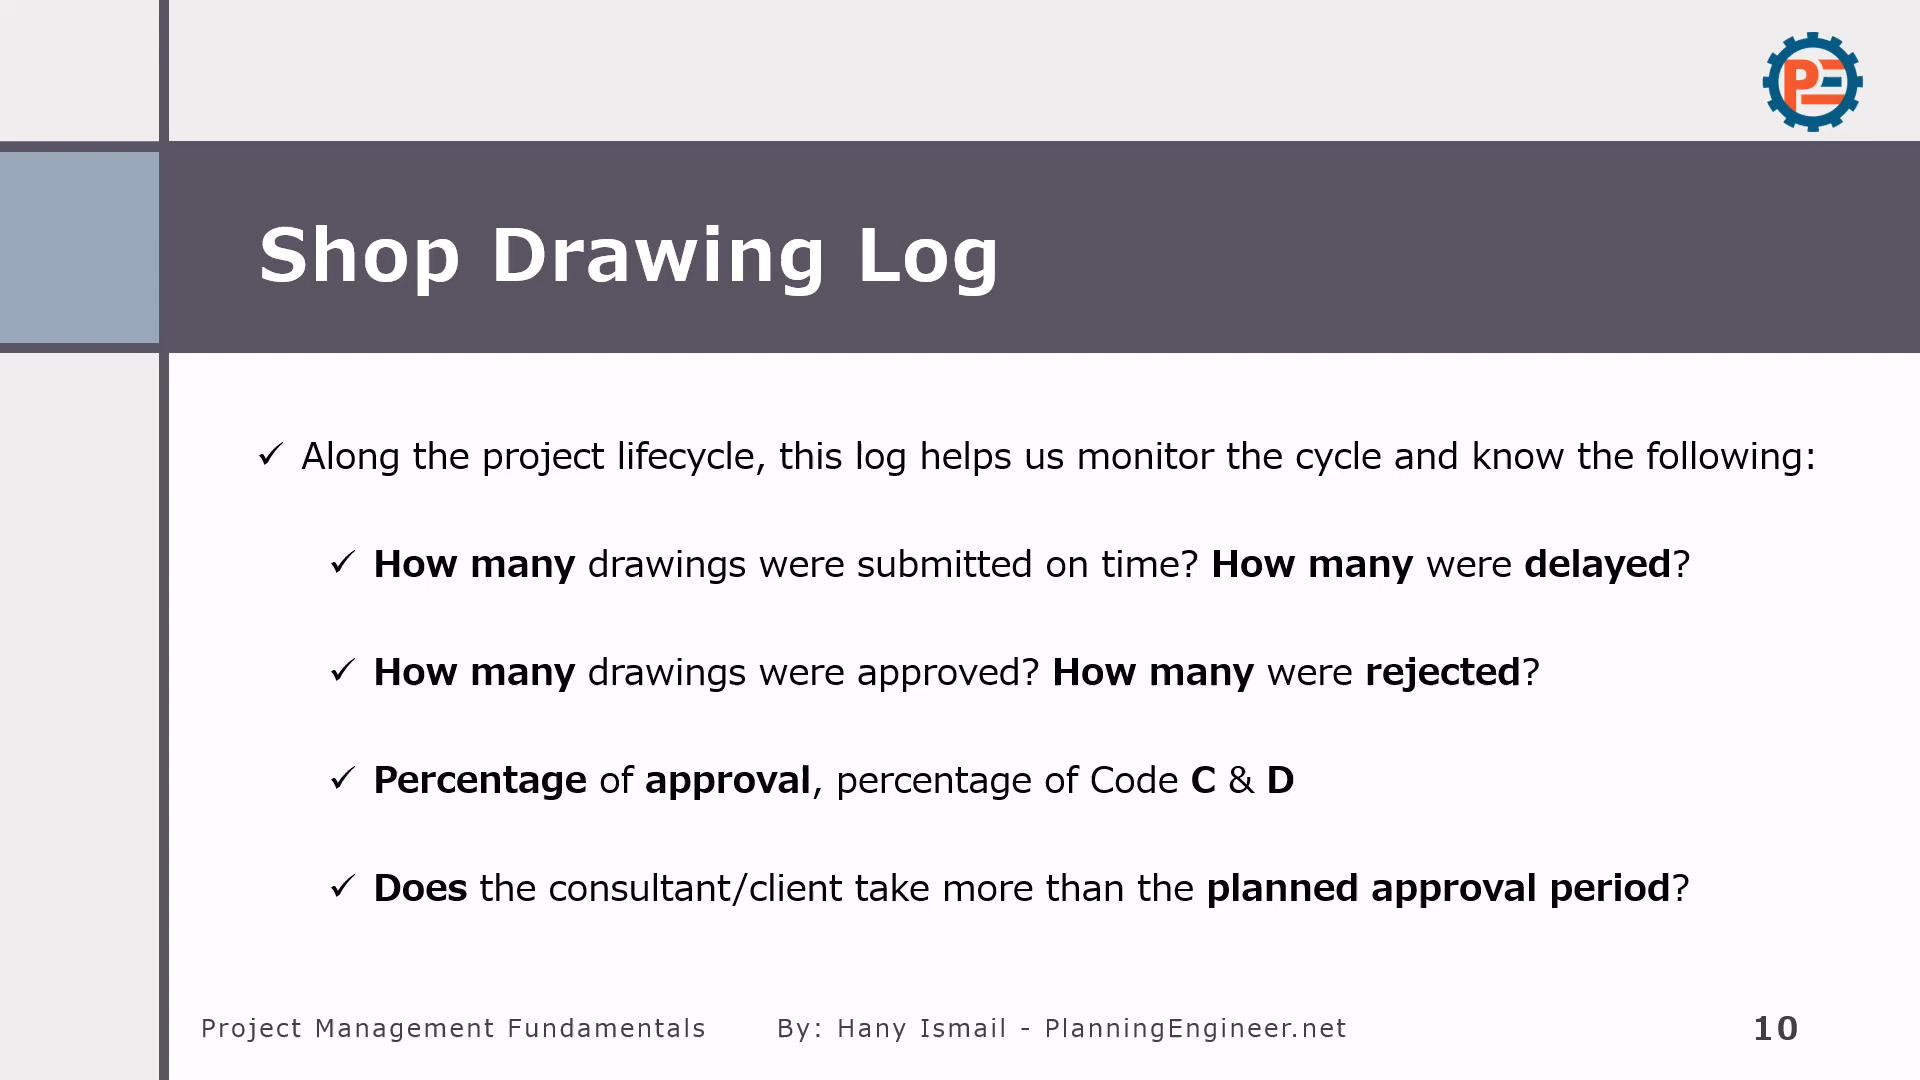 PE
Shop Drawing Log
✓ Along the project lifecycle, this log helps us monitor the cycle and know the following:
✓ How many drawings were submitted on time? How many were delayed?
✓ How many drawings were approved? How many were rejected?
✓ Percentage of approval, percentage of Code C & D
✓ Does the consultant/client take more than the planned approval period?
Project Management Fundamentals By: Hany Ismail - PlanningEngineer.net 10